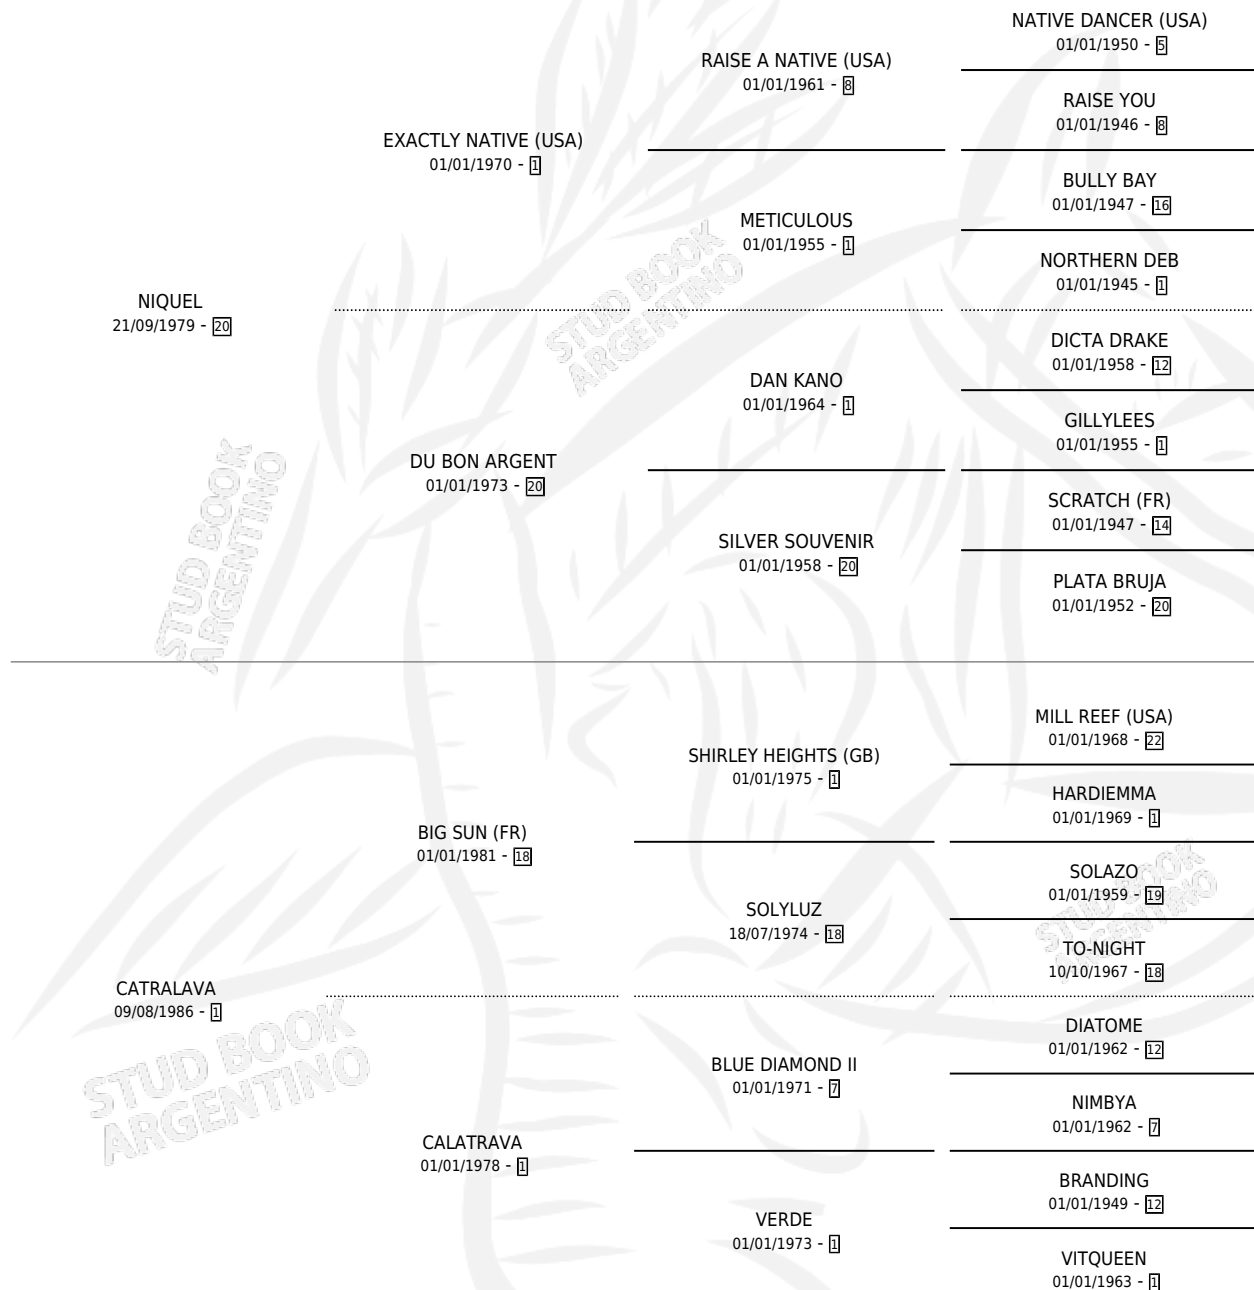 NATIVE DANCER (USA)
01/01/1950 - 5
RAISE A NATIVE (USA)
01/01/1961 - 8
RAISE YOU
01/01/1946 - 8
EXACTLY NATIVE (USA)
01/01/1970 - 1
BULLY BAY
01/01/1947 - 16
METICULOUS
01/01/1955 - 1
NORTHERN DEB
01/01/1945 - 1
NIQUEL
21/09/1979 - 20
DICTA DRAKE
01/01/1958 - 12
DAN KANO
01/01/1964 - 1
GILLYLEES
01/01/1955 - 1
DU BON ARGENT
01/01/1973 - 20
SCRATCH (FR)
01/01/1947 - 14
SILVER SOUVENIR
01/01/1958 - 20
PLATA BRUJA
01/01/1952 - 20
STUD BOOK
ARGENTINO
STUD BOOK
ARGENTINO
MILL REEF (USA)
01/01/1968 - 22
SHIRLEY HEIGHTS (GB)
01/01/1975 - 1
HARDIEMMA
01/01/1969 - 1
BIG SUN (FR)
01/01/1981 - 18
SOLAZO
01/01/1959 - 19
SOLYLUZ
18/07/1974 - 18
TO-NIGHT
10/10/1967 - 18
CATRALAVA
09/08/1986 - 1
DIATOME
01/01/1962 - 12
BLUE DIAMOND II
01/01/1971 - 7
NIMBYA
01/01/1962 - 7
CALATRAVA
01/01/1978 - 1
BRANDING
01/01/1949 - 12
VERDE
01/01/1973 - 1
VITQUEEN
01/01/1963 - 1
STUD BOOK
ARGENTINO
STUD BOOK
ARGENTINO